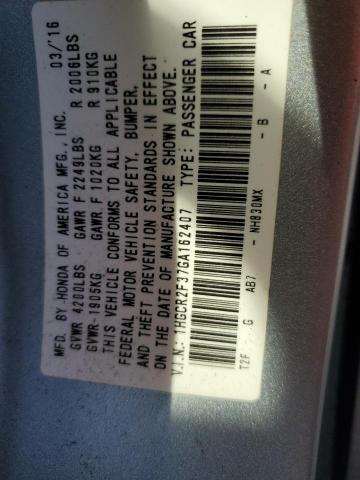 MFD. BY HONDA OF AMERICA MFG., INC. 03/'16
GVWR 4200LBS GAWR F 2249LBS R 2006LBS
GVWR-1905KG GAWR F 1020KG R 910KG
THIS VEHICLE CONFORMS TO ALL APPLICABLE
FEDERAL MOTOR VEHICLE SAFETY, BUMPER,
AND THEFT PREVENTION STANDARDS IN EFFECT
ON THE DATE OF MANUFACTURE SHOWN ABOVE.
V.I.N.: 1HGCR2F37GA162407 TYPE: PASSENGER CAR
T2F G AB7 - NH830MX - B - A